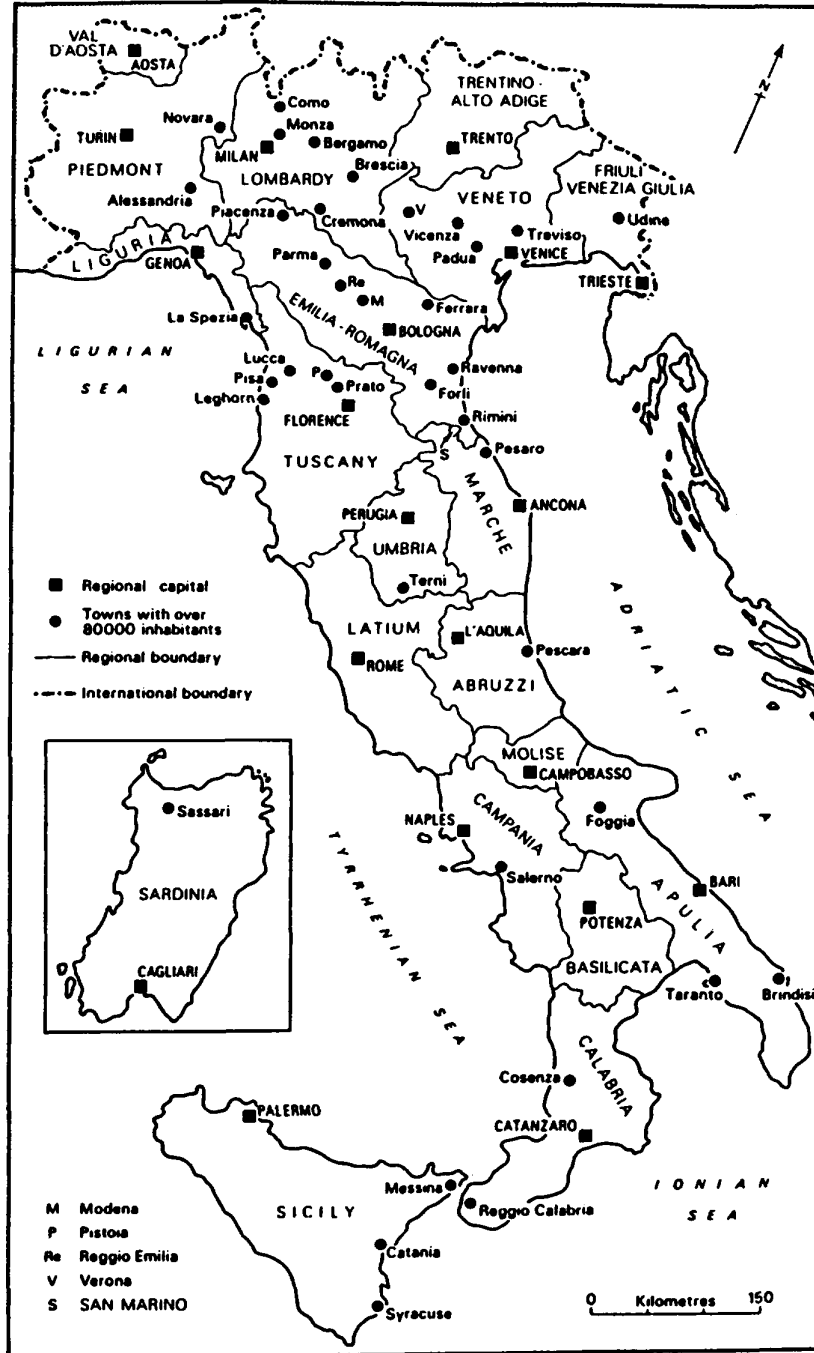 VAL
D'AOSTA
AOSTA
TRENTINO-
ALTO ADIGE
N
Como
Novara
Monza
TURIN
Bergamo
MILAN
TRENTO
PIEDMONT
Brescia
FRIULI
VENEZIA GIULIA
LOMBARDY
VENETO
Alessandria
Piacenza
Cremona
V
Vicenza
Treviso
Udine
Padua
VENICE
LIGURIA
GENOA
Parma
TRIESTE
Re
M
Ferrara
La Spezia
EMILIA-ROMAGNA
BOLOGNA
LIGURIAN
SEA
Lucca
P
Ravenna
Pisa
Prato
Forli
Leghorn
FLORENCE
Rimini
S
Pesaro
TUSCANY
MARCHE
PERUGIA
ANCONA
UMBRIA
Terni
Regional capital
Towns with over
80000 inhabitants
Regional boundary
International boundary
LATIUM
L'AQUILA
ROME
Pescara
ABRUZZI
ADRIATIC SEA
MOLISE
CAMPOBASSO
Sassari
NAPLES
CAMPANIA
Foggia
SARDINIA
Salerno
BARI
APULIA
POTENZA
TYRRHENIAN SEA
BASILICATA
CAGLIARI
Taranto
Brindisi
Cosenza
CALABRIA
PALERMO
CATANZARO
Messina
IONIAN
SEA
SICILY
Reggio Calabria
Catania
Syracuse
M Modena
P Pistoia
Re Reggio Emilia
V Verona
S SAN MARINO
0 Kilometres 150